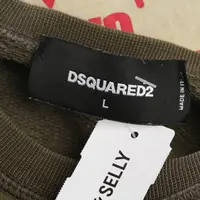 DSQUARED2
L
MADE IN IT
& SELLY